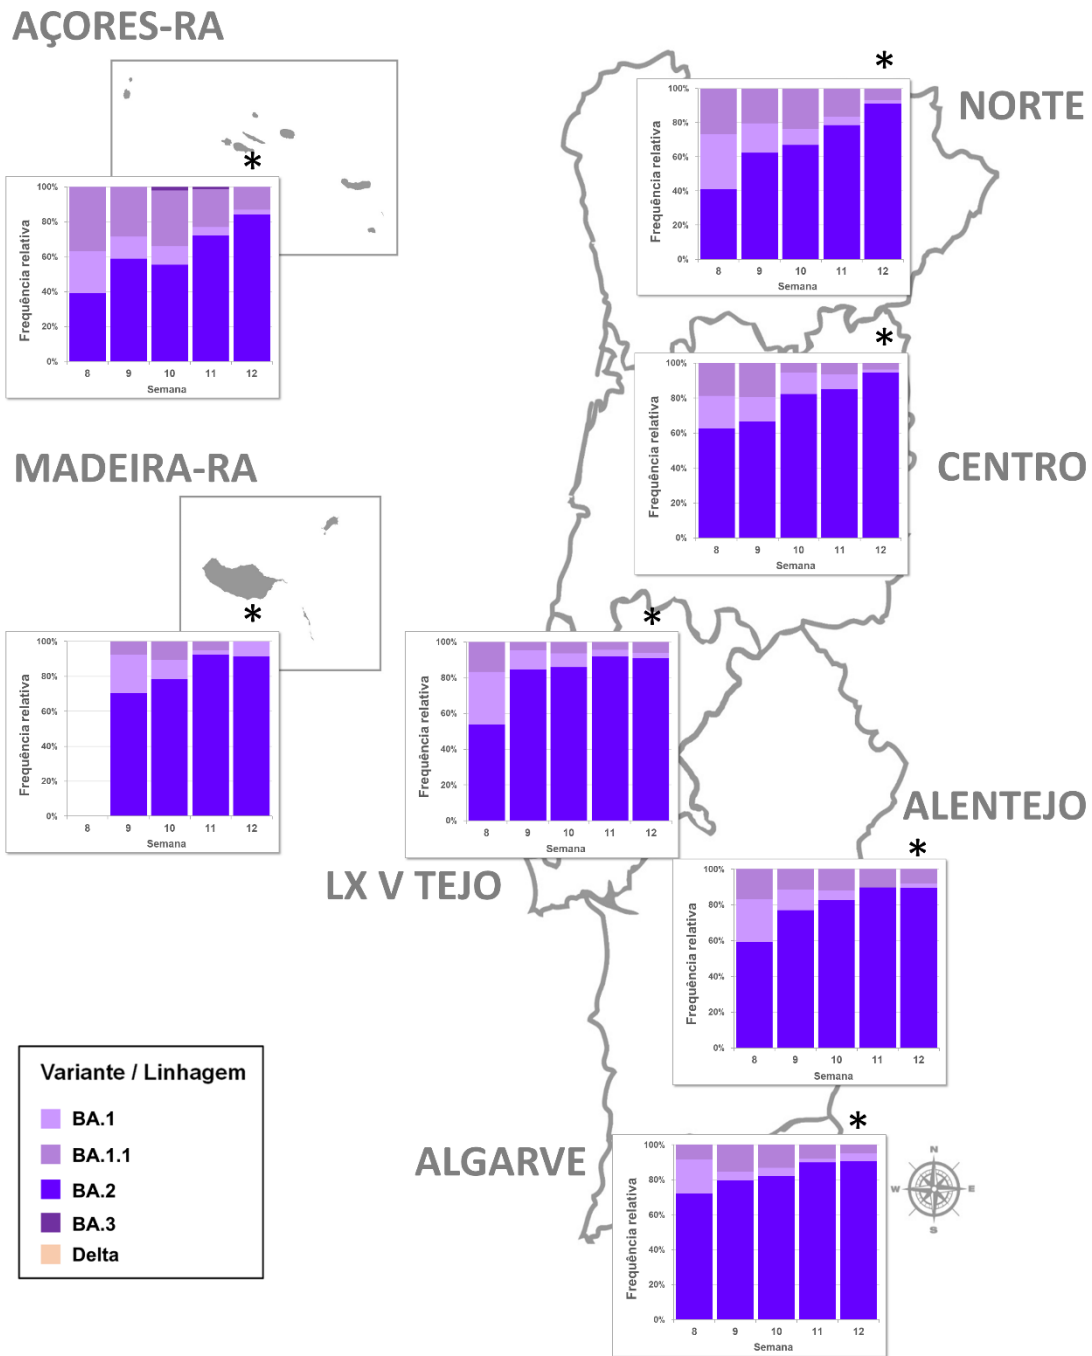 AÇORES-RA
*
Frequência relativa
100%
80%
60%
40%
20%
0%
8 9 10 11 12
Semana
NORTE
*
Frequência relativa
100%
80%
60%
40%
20%
0%
8 9 10 11 12
Semana
CENTRO
*
Frequência relativa
100%
80%
60%
40%
20%
0%
8 9 10 11 12
Semana
MADEIRA-RA
*
Frequência relativa
100%
80%
60%
40%
20%
0%
8 9 10 11 12
Semana
*
Frequência relativa
100%
80%
60%
40%
20%
0%
8 9 10 11 12
Semana
LX V TEJO
ALENTEJO
*
Frequência relativa
100%
80%
60%
40%
20%
0%
8 9 10 11 12
Semana
ALGARVE
*
Frequência relativa
100%
80%
60%
40%
20%
0%
8 9 10 11 12
Semana
Variante / Linhagem
BA.1
BA.1.1
BA.2
BA.3
Delta
N
W E
S